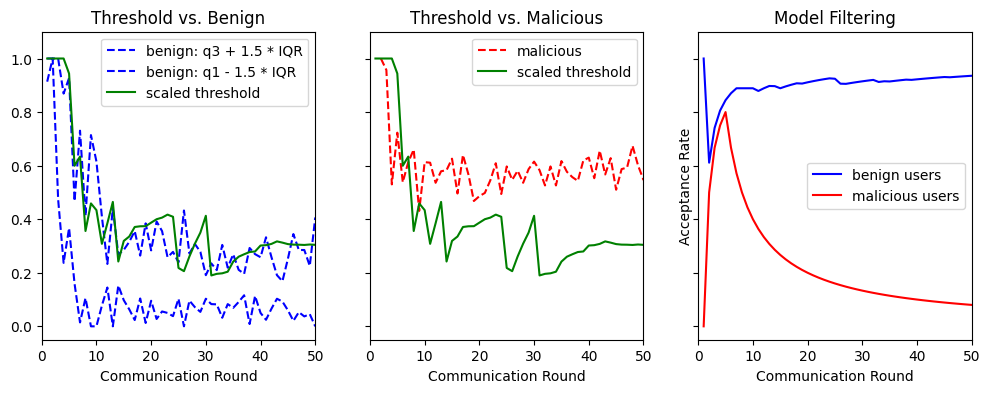 Threshold vs. Benign
benign: q3 + 1.5 * IQR
benign: q1 - 1.5 * IQR
scaled threshold
1.0
0.8
0.6
0.4
0.2
0.0
0 10 20 30 40 50
Communication Round
Threshold vs. Malicious
malicious
scaled threshold
0 10 20 30 40 50
Communication Round
Model Filtering
Acceptance Rate
benign users
malicious users
0 10 20 30 40 50
Communication Round